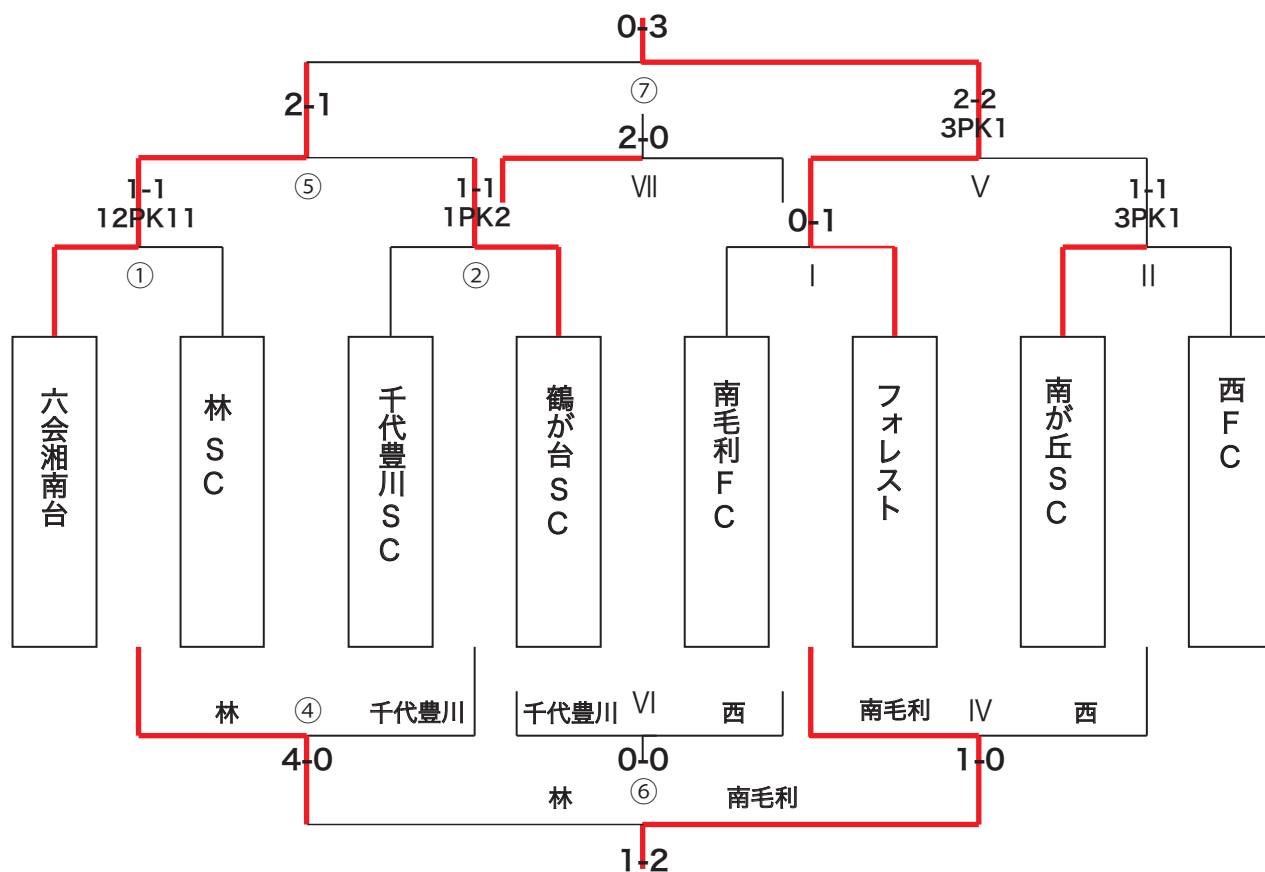 0-3
⑦
2-1
2-2
3PK1
2-0
⑤
Ⅶ
Ⅴ
1-1
12PK11
1-1
1PK2
0-1
1-1
3PK1
①
②
Ⅰ
Ⅱ
六会湘南台
林SC
千代豊川SC
鶴が台SC
南毛利FC
フォレスト
南が丘SC
西FC
林
④
千代豊川
千代豊川
Ⅵ
西
南毛利
Ⅳ
西
4-0
0-0
1-0
林
⑥
南毛利
1-2